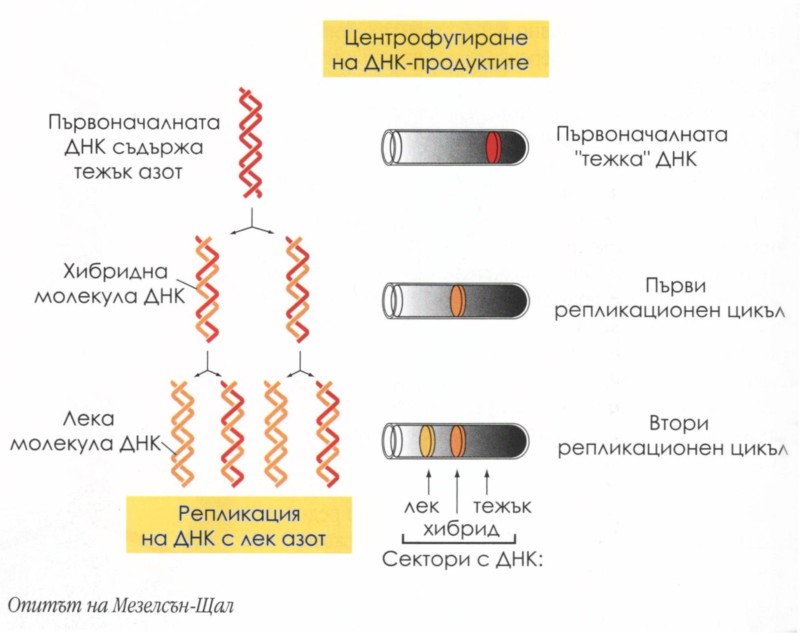 Центрофугиране
на ДНК-продуктите
Първоначалната
ДНК съдържа
тежък азот
Първоначалната
"тежка" ДНК
Хибридна
молекула ДНК
Първи
репликационен цикъл
Лека
молекула ДНК
Втори
репликационен цикъл
лек
тежък
хибрид
Сектори с ДНК:
Репликация
на ДНК с лек азот
Опитът на Мезелсън-Щал